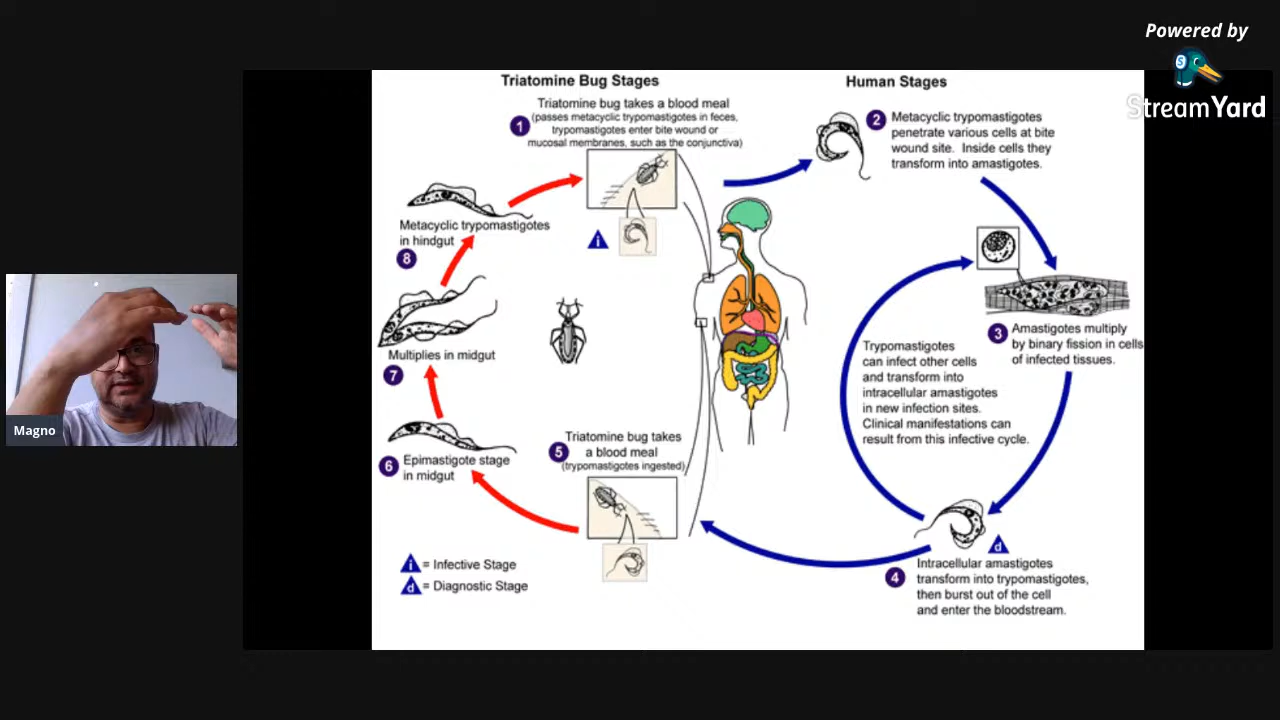 Powered by
S
StreamYard
Triatomine Bug Stages
Human Stages
Triatomine bug takes a blood meal
(passes metacyclic trypomastigotes in feces,
trypomastigotes enter bite wound or
mucosal membranes, such as the conjunctiva)
1
i
2
Metacyclic trypomastigotes
penetrate various cells at bite
wound site. Inside cells they
transform into amastigotes.
3
Amastigotes multiply
by binary fission in cells
of infected tissues.
Trypomastigotes
can infect other cells
and transform into
intracellular amastigotes
in new infection sites.
Clinical manifestations can
result from this infective cycle.
d
4
Intracellular amastigotes
transform into trypomastigotes,
then burst out of the cell
and enter the bloodstream.
5
Triatomine bug takes
a blood meal
(trypomastigotes ingested)
6
Epimastigote stage
in midgut
Multiplies in midgut
7
Metacyclic trypomastigotes
in hindgut
8
i = Infective Stage
d = Diagnostic Stage
Magno